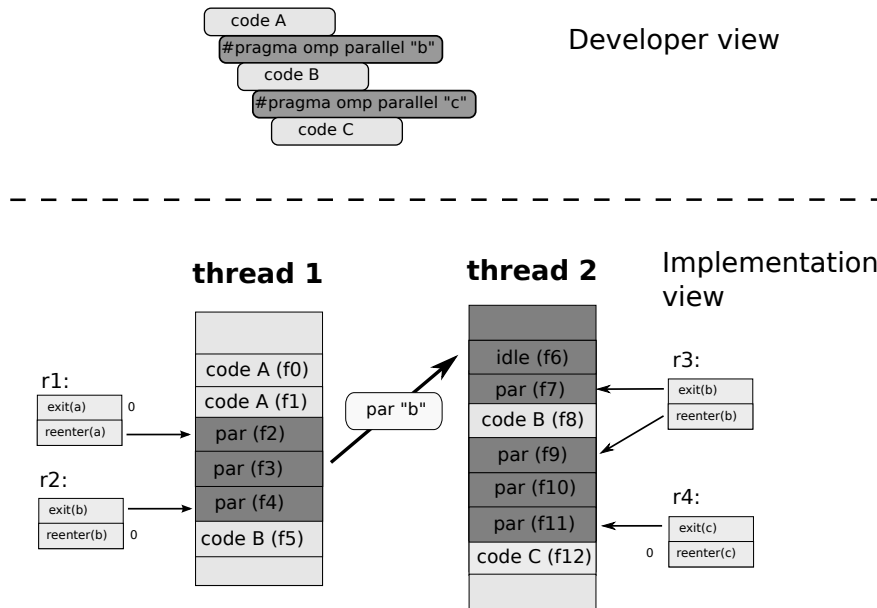 code A
#pragma omp parallel "b"
code B
#pragma omp parallel "c"
code C
Developer view
Implementation
view
thread 1
code A (f0)
code A (f1)
par (f2)
par (f3)
par (f4)
code B (f5)
r1:
exit(a) 0
reenter(a)
r2:
exit(b)
reenter(b) 0
par "b"
thread 2
idle (f6)
par (f7)
code B (f8)
par (f9)
par (f10)
par (f11)
code C (f12)
r3:
exit(b)
reenter(b)
r4:
exit(c)
0 reenter(c)